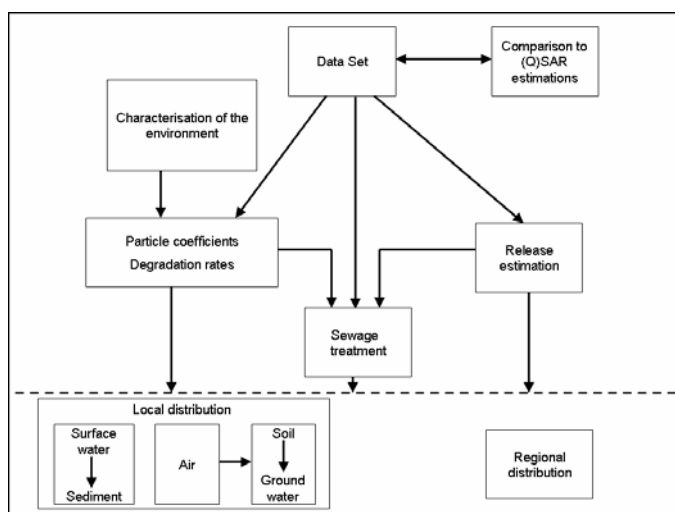 Data Set
Comparison to
(Q)SAR
estimations
Characterisation of the
environment
Particle coefficients
Degradation rates
Release
estimation
Sewage
treatment
Local distribution
Surface
water
Sediment
Air
Soil
Ground
water
Regional
distribution